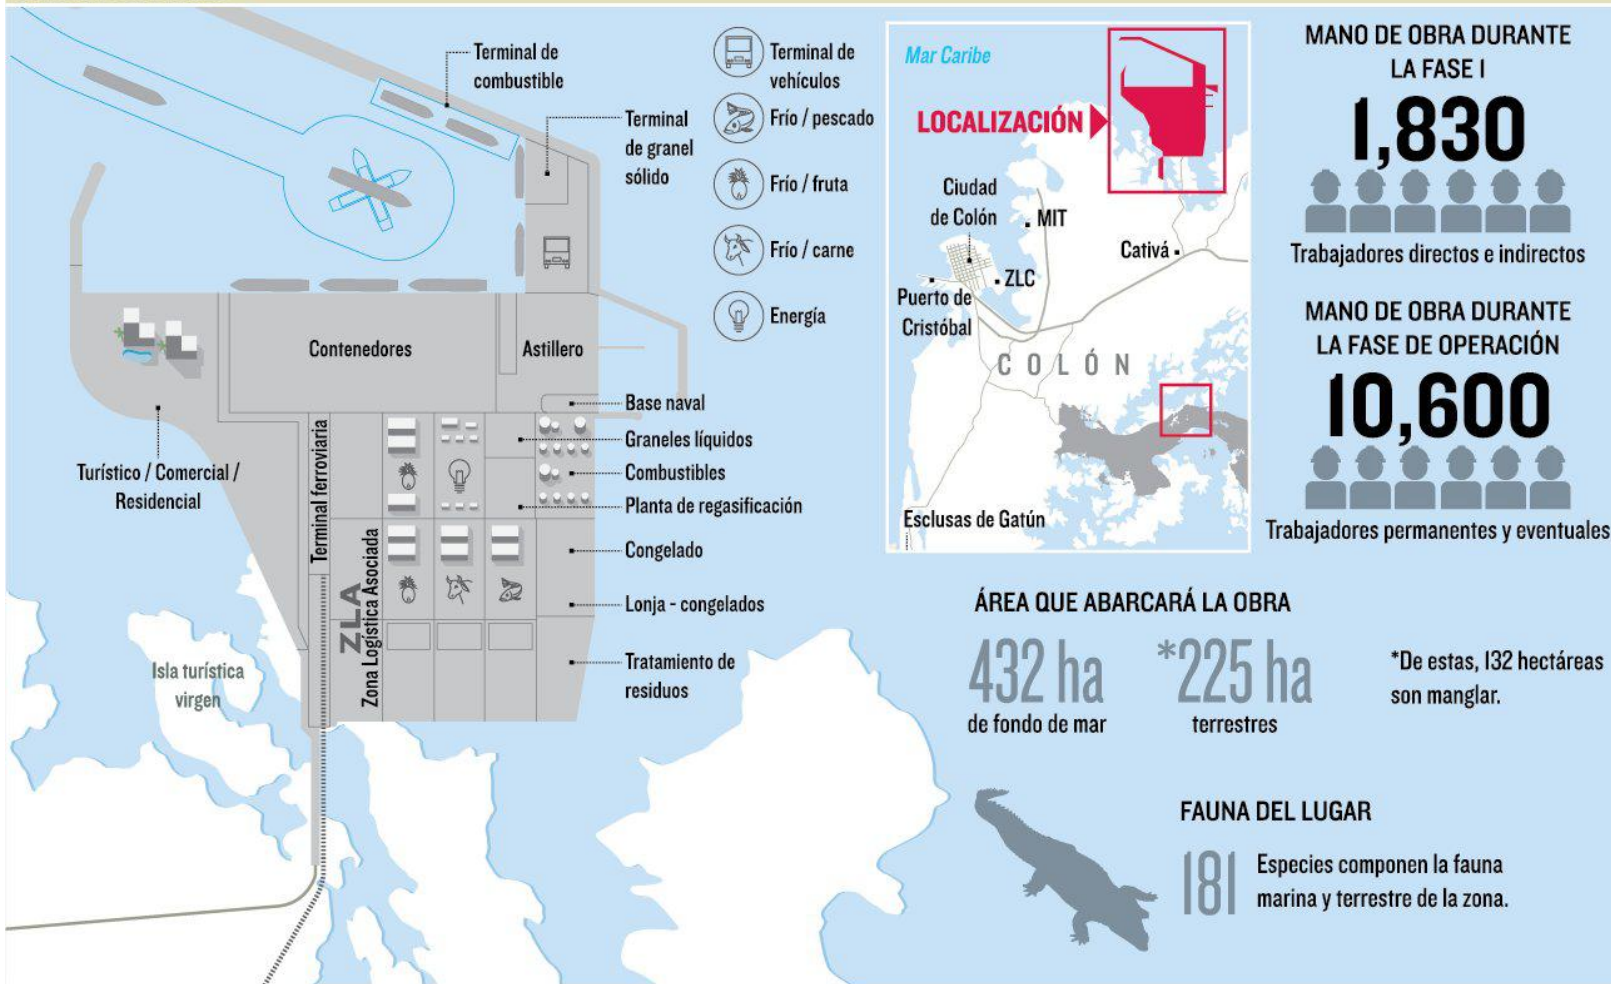 Terminal de
combustible
Terminal
de granel
sólido
Terminal de
vehículos
Frío / pescado
Frío / fruta
Frío / carne
Energía
Contenedores
Astillero
Turístico / Comercial /
Residencial
Terminal ferroviaria
ZLA
Zona Logística Asociada
Base naval
Graneles líquidos
Combustibles
Planta de regasificación
Congelado
Lonja - congelados
Tratamiento de
residuos
Isla turística
virgen
Mar Caribe
LOCALIZACIÓN
Ciudad
de Colón
MIT
Cativá
ZLC
Puerto de
Cristóbal
COLÓN
Esclusas de Gatún
MANO DE OBRA DURANTE
LA FASE I
1,830
Trabajadores directos e indirectos
MANO DE OBRA DURANTE
LA FASE DE OPERACIÓN
10,600
Trabajadores permanentes y eventuales
ÁREA QUE ABARCARÁ LA OBRA
432 ha
de fondo de mar
*225 ha
terrestres
*De estas, 132 hectáreas
son manglar.
FAUNA DEL LUGAR
181
Especies componen la fauna
marina y terrestre de la zona.